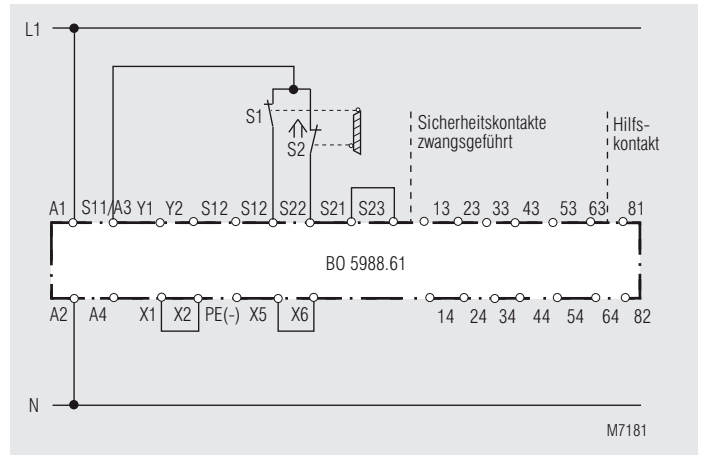 L1
S1
S2
Sicherheitskontakte
zwangsgeführt
Hilfs-
kontakt
A1 S11/A3 Y1 Y2 S12 S12 S22 S21 S23 13 23 33 43 53 63 81
BO 5988.61
A2 A4 X1 X2 PE(-) X5 X6 14 24 34 44 54 64 82
N
M7181